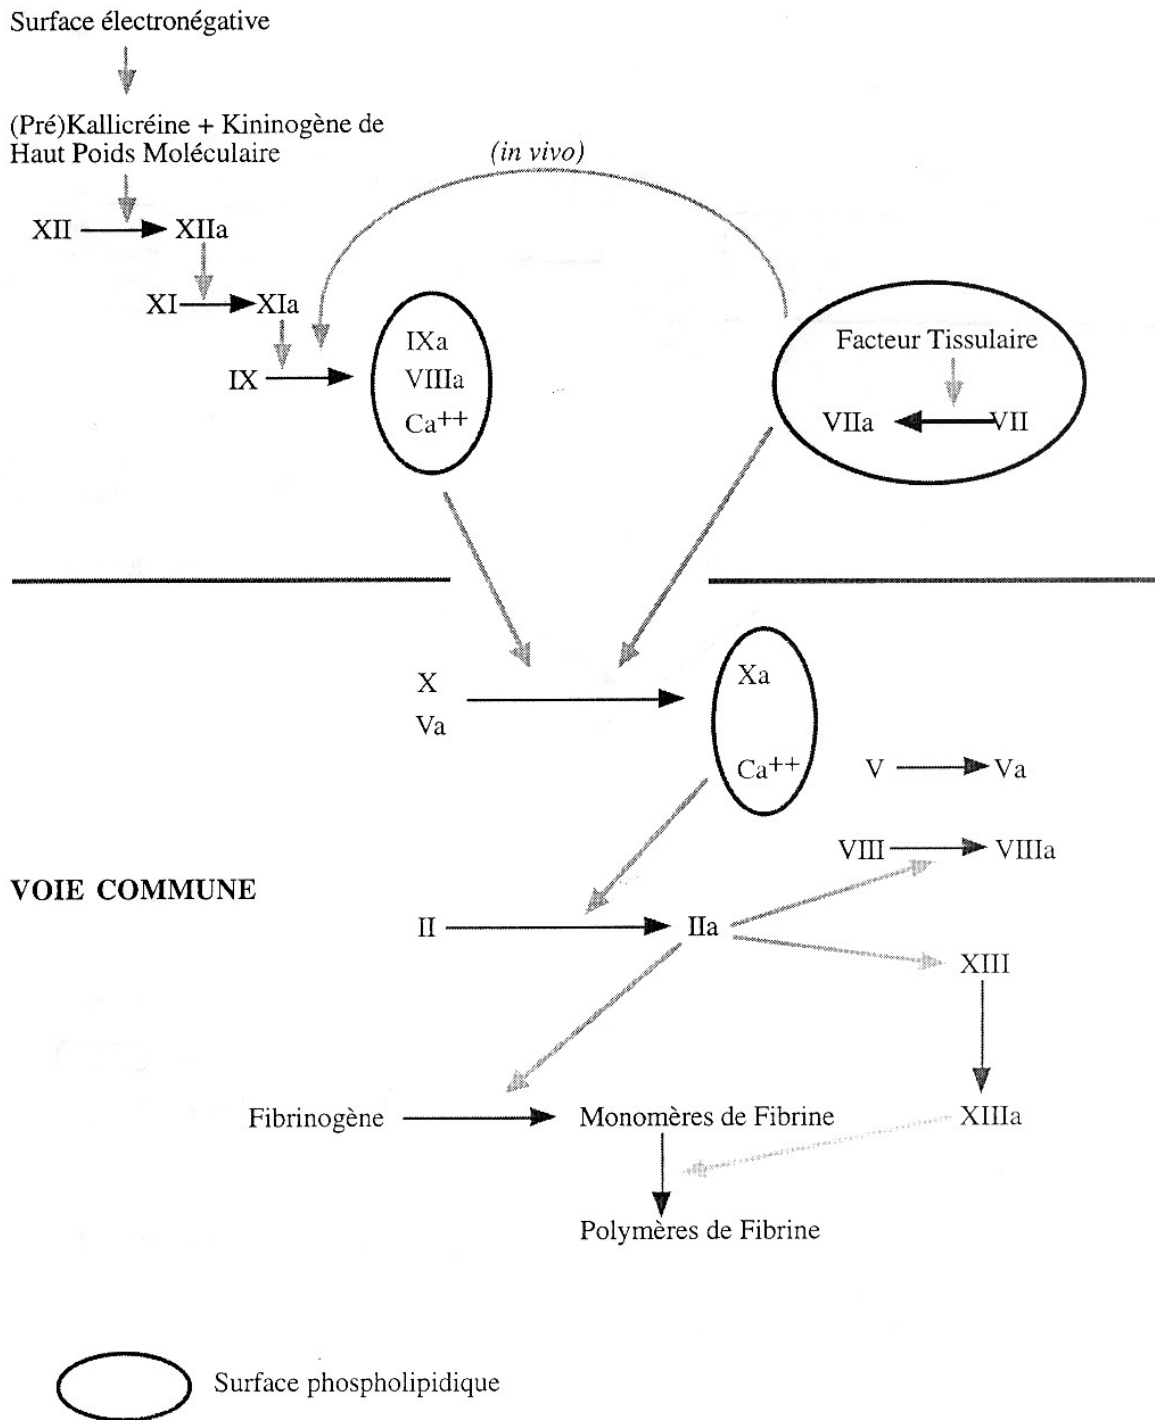 Surface électronégative
(Pré)Kallicréine + Kininogène de
Haut Poids Moléculaire
(in vivo)
XII
XIIa
XI
XIa
IX
IXa
VIIIa
Ca++
Facteur Tissulaire
VIIa
VII
X
Va
Xa
Ca++
V
Va
VIII
VIIIa
VOIE COMMUNE
II
IIa
XIII
Fibrinogène
Monomères de Fibrine
XIIIa
Polymères de Fibrine
Surface phospholipidique